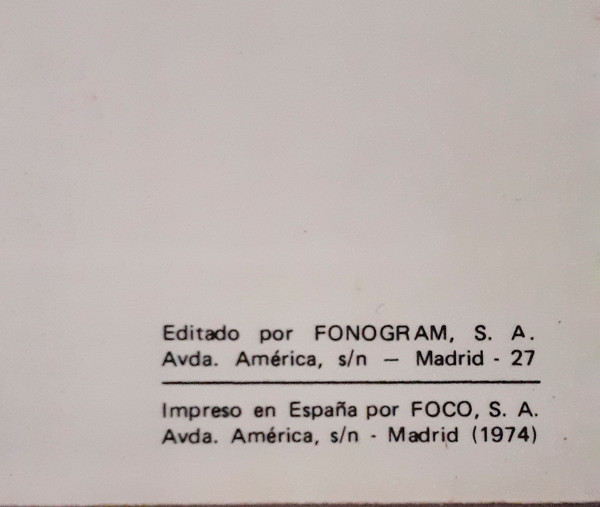 Editado por FONOGRAM, S. A.
Avda. América, s/n — Madrid - 27
Impreso en España por FOCO, S. A.
Avda. América, s/n - Madrid (1974)